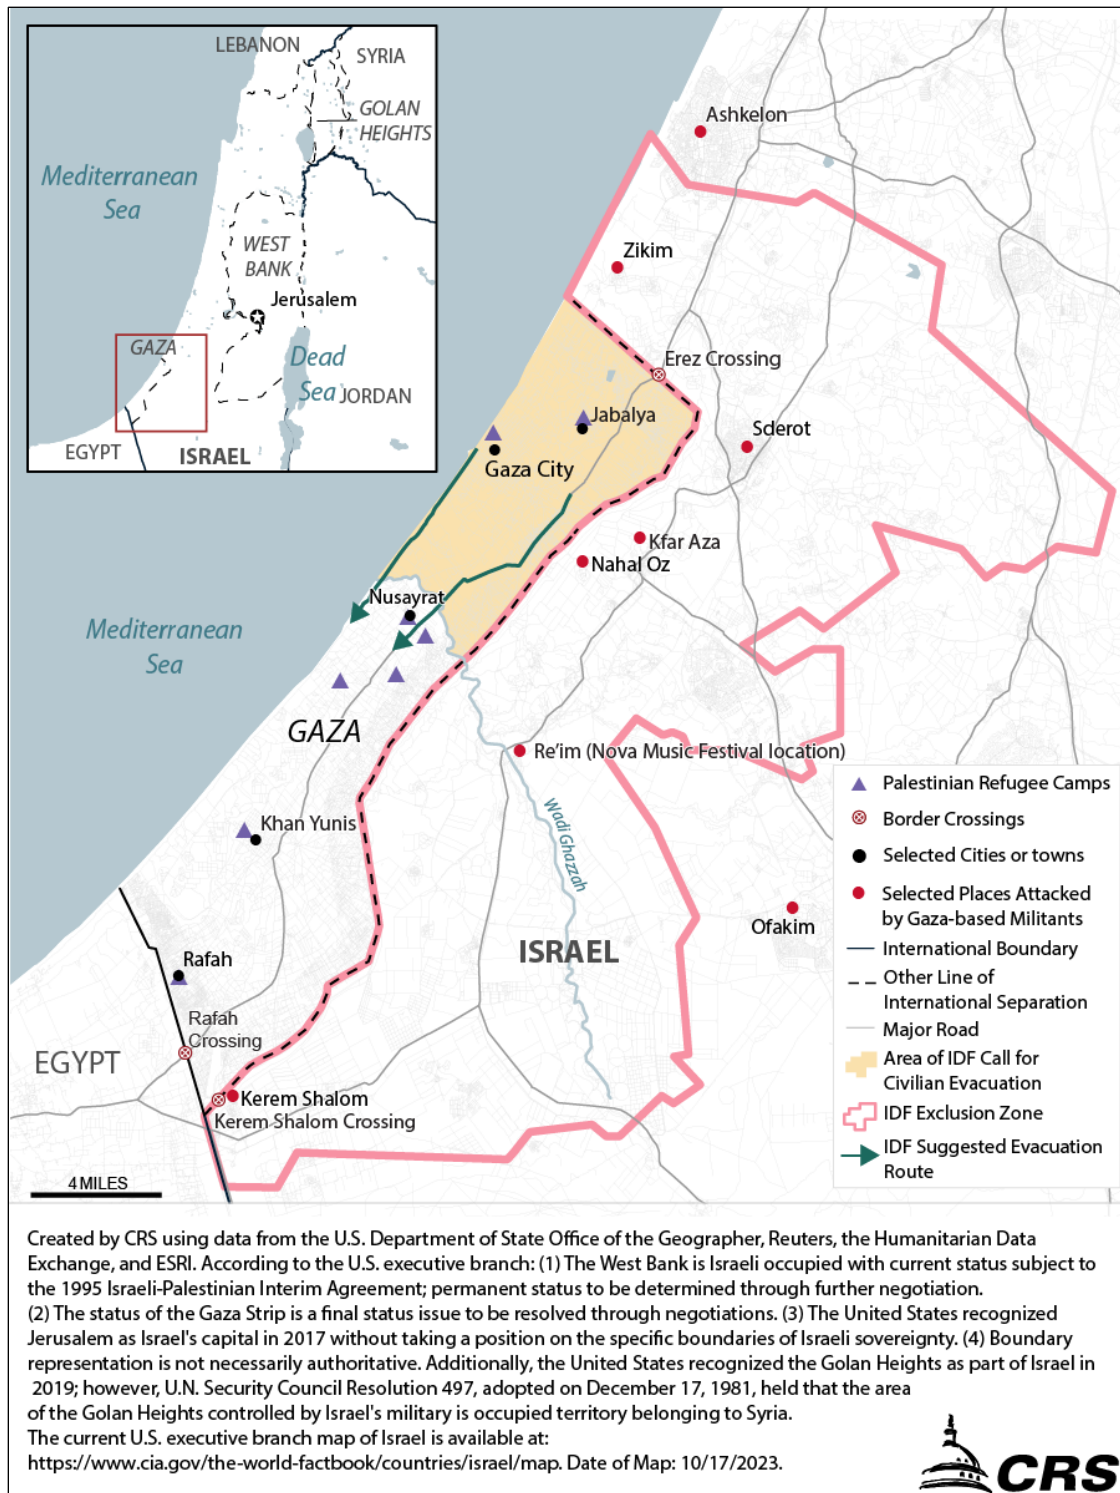 LEBANON
SYRIA
GOLAN
HEIGHTS
Mediterranean
Sea
WEST
BANK
Jerusalem
GAZA
Dead
Sea
JORDAN
EGYPT
ISRAEL
Ashkelon
Zikim
Erez Crossing
Jabalya
Sderot
Gaza City
Kfar Aza
Nahal Oz
Nusayrat
Mediterranean
Sea
GAZA
Re'im (Nova Music Festival location)
Wadi Ghazzah
Khan Yunis
Ofakim
ISRAEL
Rafah
Rafah
Crossing
EGYPT
Kerem Shalom
Kerem Shalom Crossing
4 MILES
Palestinian Refugee Camps
Border Crossings
Selected Cities or towns
Selected Places Attacked
by Gaza-based Militants
International Boundary
Other Line of
International Separation
Major Road
Area of IDF Call for
Civilian Evacuation
IDF Exclusion Zone
IDF Suggested Evacuation
Route
Created by CRS using data from the U.S. Department of State Office of the Geographer, Reuters, the Humanitarian Data
Exchange, and ESRI. According to the U.S. executive branch: (1) The West Bank is Israeli occupied with current status subject to
the 1995 Israeli-Palestinian Interim Agreement; permanent status to be determined through further negotiation.
(2) The status of the Gaza Strip is a final status issue to be resolved through negotiations. (3) The United States recognized
Jerusalem as Israel's capital in 2017 without taking a position on the specific boundaries of Israeli sovereignty. (4) Boundary
representation is not necessarily authoritative. Additionally, the United States recognized the Golan Heights as part of Israel in
2019; however, U.N. Security Council Resolution 497, adopted on December 17, 1981, held that the area
of the Golan Heights controlled by Israel's military is occupied territory belonging to Syria.
The current U.S. executive branch map of Israel is available at:
https://www.cia.gov/the-world-factbook/countries/israel/map. Date of Map: 10/17/2023.
CRS